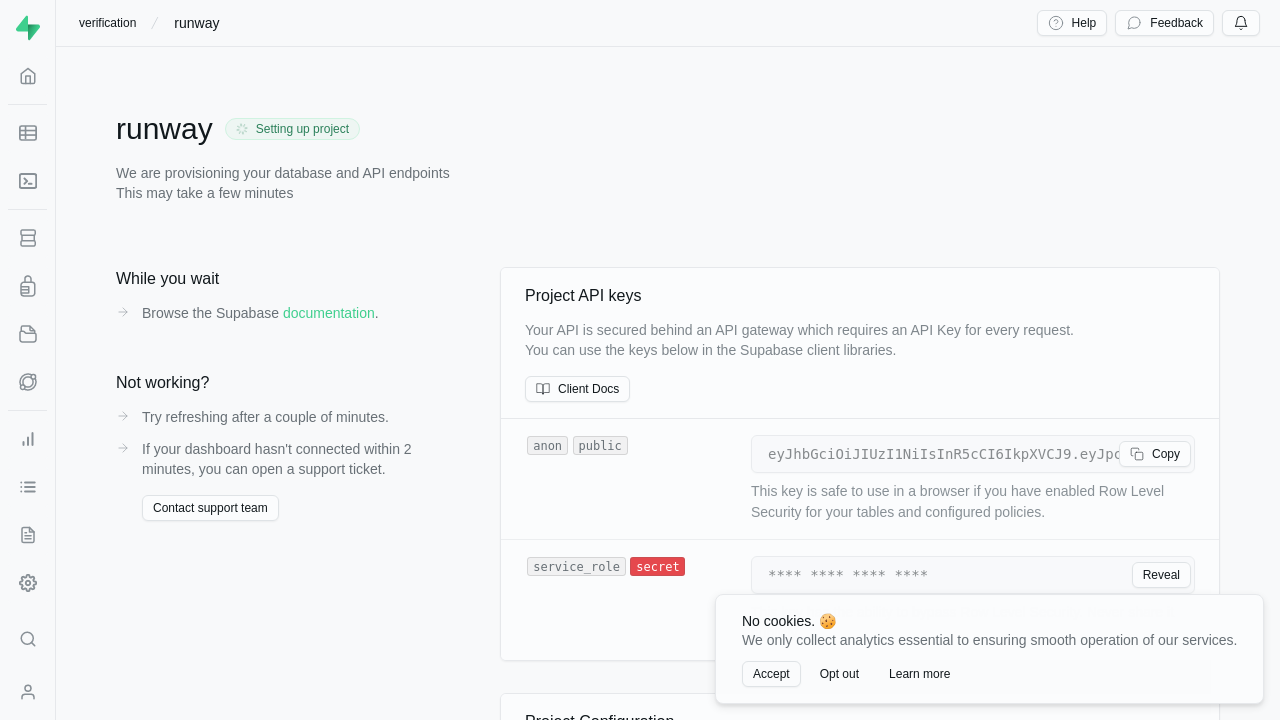 verification / runway
Help
Feedback
runway
Setting up project
We are provisioning your database and API endpoints
This may take a few minutes
While you wait
Browse the Supabase documentation.
Not working?
Try refreshing after a couple of minutes.
If your dashboard hasn't connected within 2
minutes, you can open a support ticket.
Contact support team
Project API keys
Your API is secured behind an API gateway which requires an API Key for every request.
You can use the keys below in the Supabase client libraries.
Client Docs
anon public
eyJhbGciOiJIUzI1NiIsInR5cCI6IkpXVCJ9.eyJpc
Copy
This key is safe to use in a browser if you have enabled Row Level
Security for your tables and configured policies.
service_role secret
**** **** **** ****
Reveal
No cookies. 🍪
We only collect analytics essential to ensuring smooth operation of our services.
Accept
Opt out
Learn more
Project Configuration